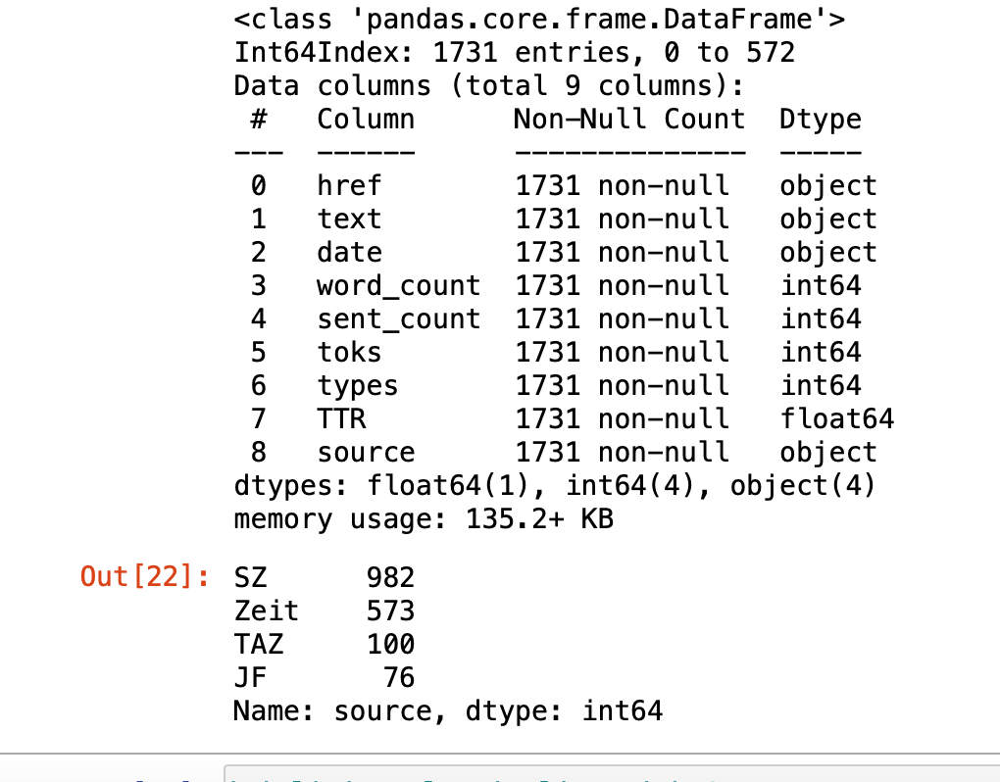 <class 'pandas.core.frame.DataFrame'>
Int64Index: 1731 entries, 0 to 572
Data columns (total 9 columns):
 #   Column      Non-Null Count  Dtype
---  ------      --------------  -----
 0   href        1731 non-null   object
 1   text        1731 non-null   object
 2   date        1731 non-null   object
 3   word_count  1731 non-null   int64
 4   sent_count  1731 non-null   int64
 5   toks        1731 non-null   int64
 6   types       1731 non-null   int64
 7   TTR         1731 non-null   float64
 8   source      1731 non-null   object
dtypes: float64(1), int64(4), object(4)
memory usage: 135.2+ KB
Out[22]: SZ      982
Zeit    573
TAZ     100
JF       76
Name: source, dtype: int64